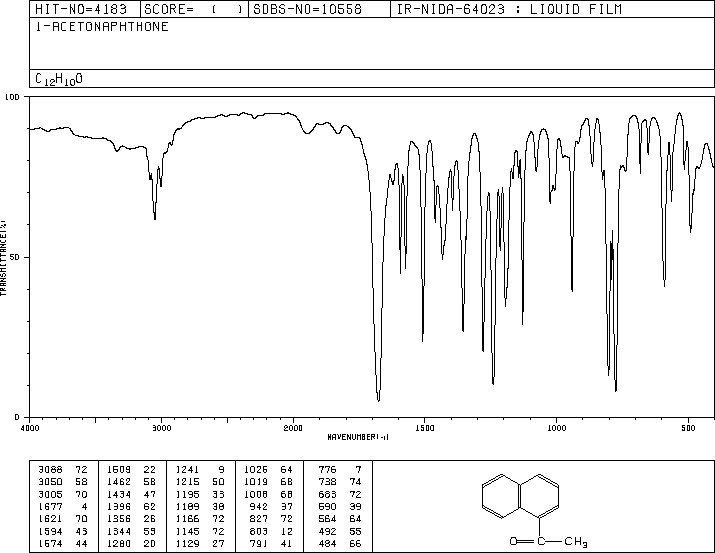 HIT-NO=4183 SCORE= ( ) SDBS-NO=10558 IR-NIDA-64023 : LIQUID FILM
1-ACETONAPHTHONE
C12H10O
100
50
0
TRANSMITTANCE(%)
4000 3000 2000 1500 1000 500
WAVENUMBER(-1)
3088 72 1509 22 1241 9 1026 64 776 7
3050 58 1462 58 1215 50 1019 68 738 74
3005 70 1434 47 1195 33 1008 68 683 72
1677 4 1396 62 1189 38 942 37 590 39
1621 70 1356 26 1166 72 827 72 564 64
1594 43 1344 53 1145 72 803 12 492 55
1574 44 1280 20 1129 27 791 41 484 66
O
CH3